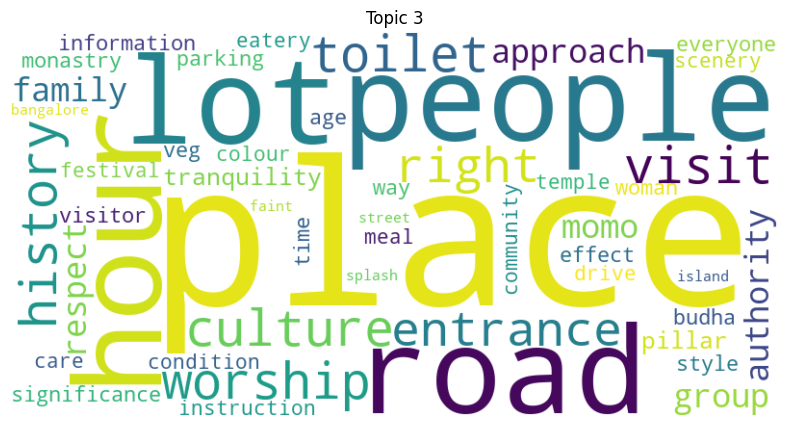 Topic 3
information
eatery
toilet
approach
everyone
monastry
parking
scenery
family
lot
people
bangalore
age
history
hour
veg
colour
right
visit
festival
tranquility
place
way
temple
woman
visitor
faint
street
momo
respect
time
meal
community
effect
authority
splash
drive
island
culture
entrance
budha
road
pillar
care
condition
worship
style
significance
instruction
group